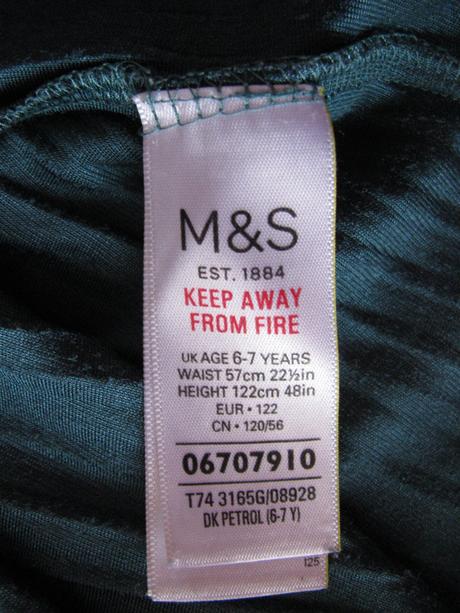 M&S
EST. 1884
KEEP AWAY
FROM FIRE
UK AGE 6-7 YEARS
WAIST 57cm 22½in
HEIGHT 122cm 48in
EUR • 122
CN • 120/56
06707910
T74 3165G/08928
DK PETROL (6-7 Y)
125